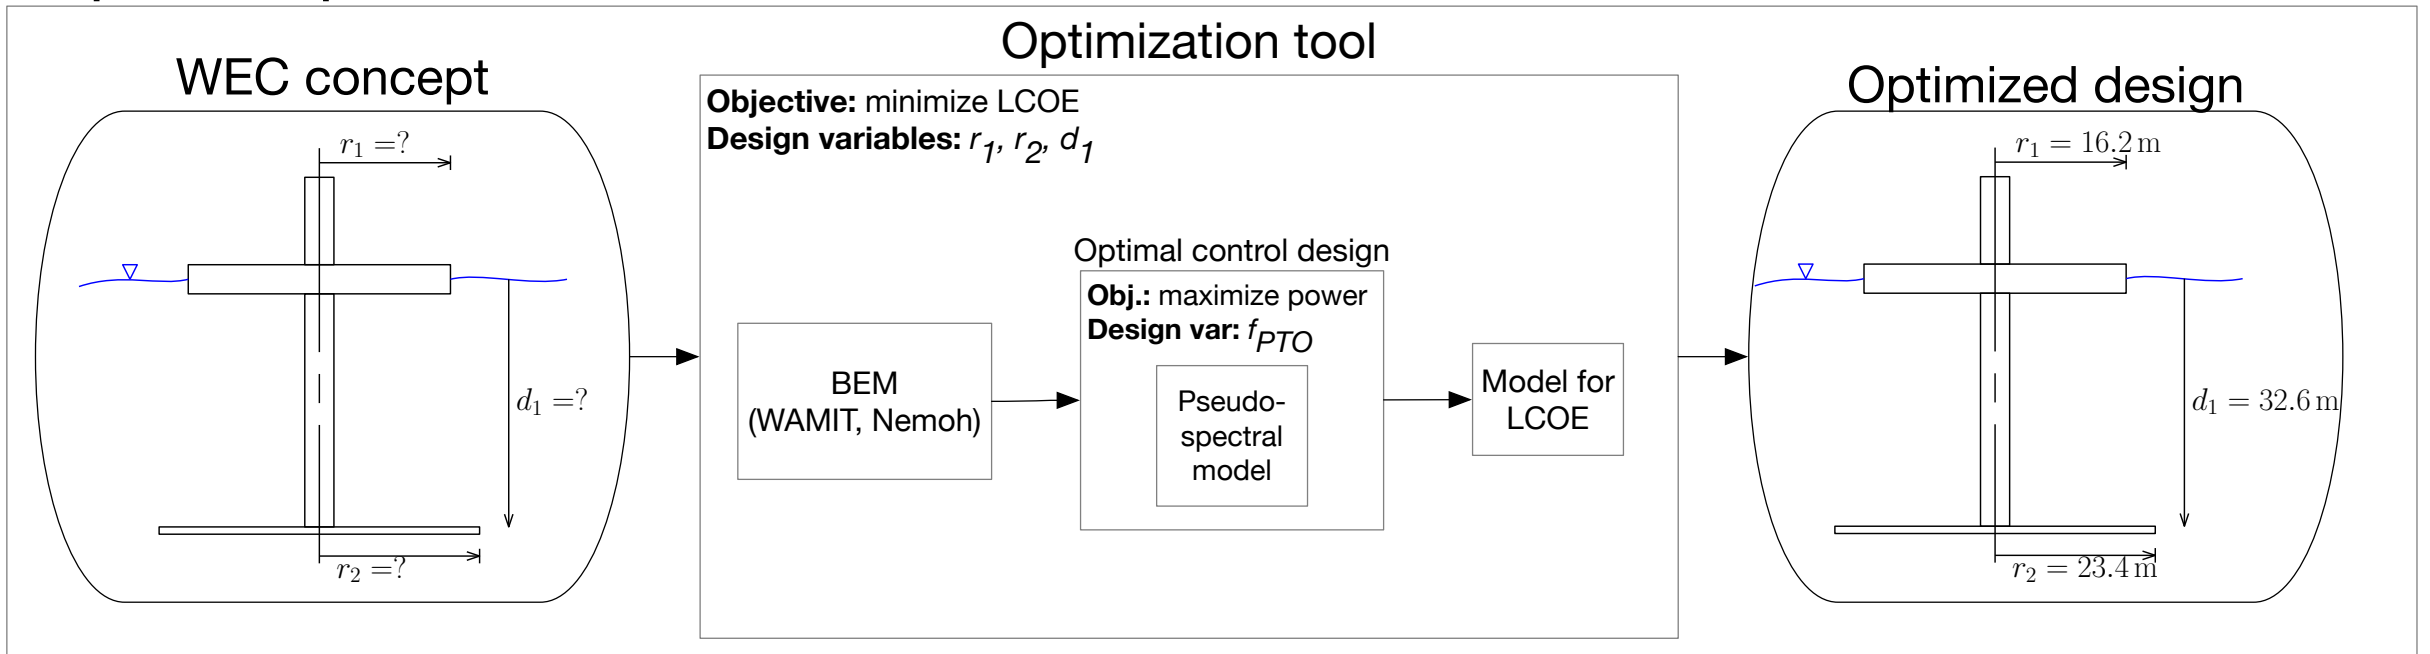 WEC concept
r₁ =?
d₁ =?
r₂ =?
Optimization tool
Objective: minimize LCOE
Design variables: r₁, r₂, d₁
BEM
(WAMIT, Nemoh)
Optimal control design
Obj.: maximize power
Design var: f_PTO
Pseudo-
spectral
model
Model for
LCOE
Optimized design
r₁ = 16.2 m
d₁ = 32.6 m
r₂ = 23.4 m